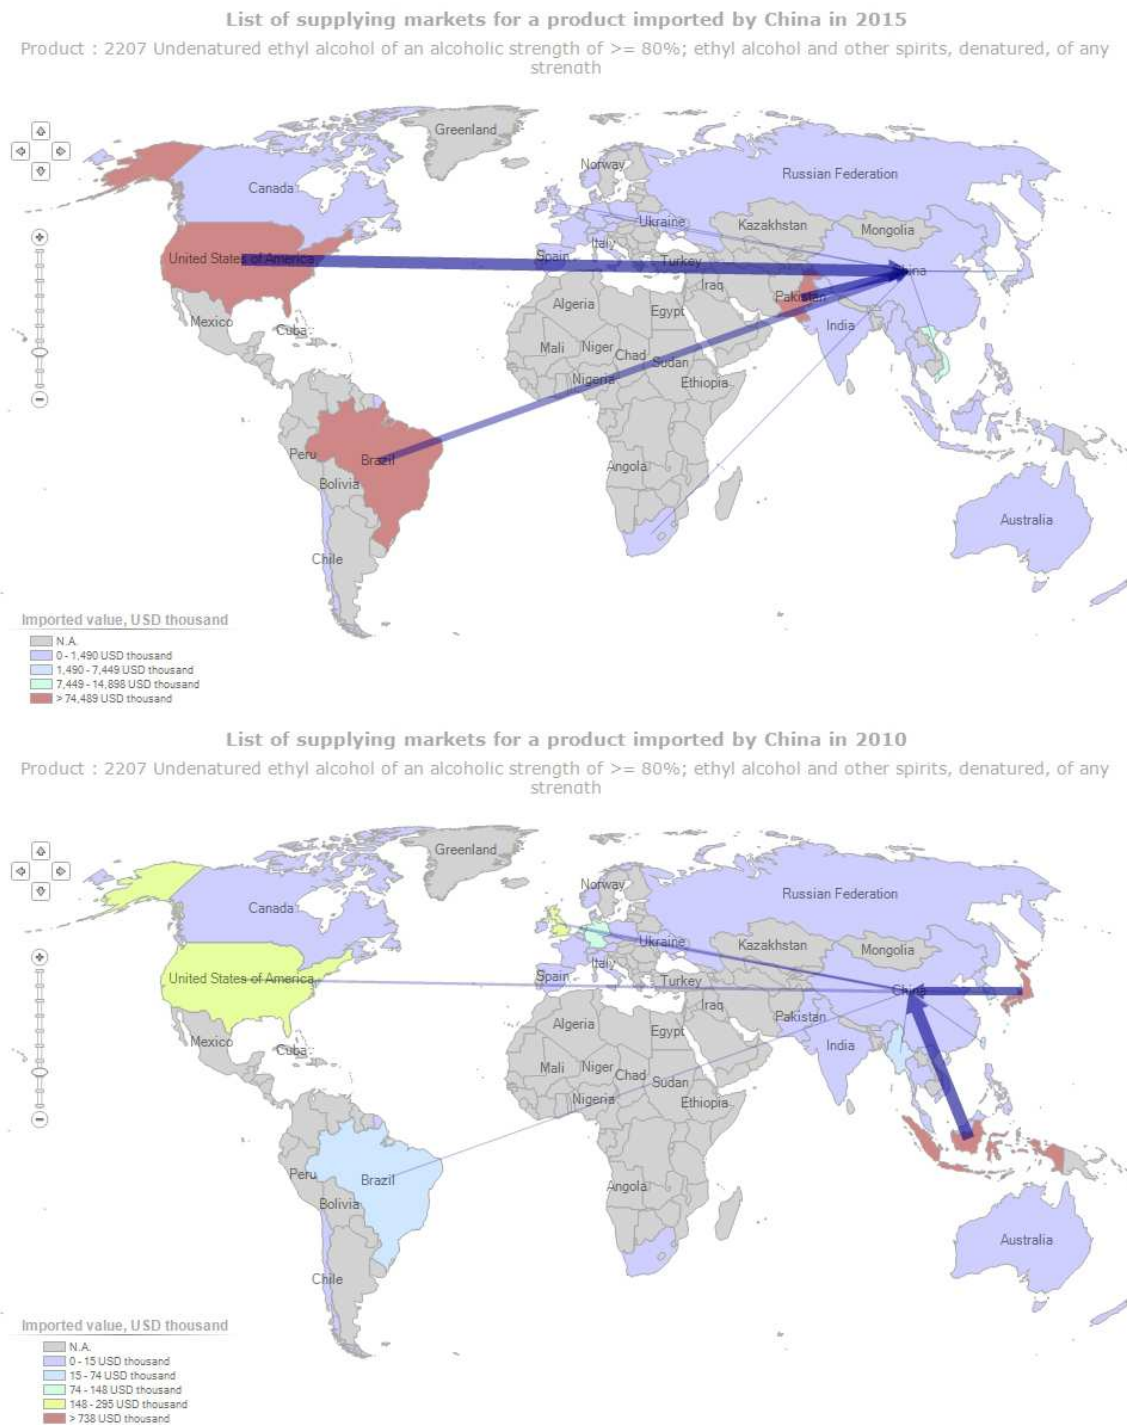 List of supplying markets for a product imported by China in 2015
Product : 2207 Undenatured ethyl alcohol of an alcoholic strength of >= 80%; ethyl alcohol and other spirits, denatured, of any
strength
Greenland
Norway
Russian Federation
Canada
Ukraine
Kazakhstan
Mongolia
Italy
Spain
United States of America
Turkey
China
Iraq
Pakistan
Algeria
Egypt
Mexico
Cuba
India
Mali
Niger
Chad
Sudan
Nigeria
Ethiopia
Peru
Brazil
Angola
Bolivia
Australia
Chile
Imported value, USD thousand
N.A.
0 - 1,490 USD thousand
1,490 - 7,449 USD thousand
7,449 - 14,898 USD thousand
> 74,489 USD thousand
List of supplying markets for a product imported by China in 2010
Product : 2207 Undenatured ethyl alcohol of an alcoholic strength of >= 80%; ethyl alcohol and other spirits, denatured, of any
strength
Greenland
Norway
Russian Federation
Canada
Ukraine
Kazakhstan
Mongolia
Italy
Spain
United States of America
Turkey
China
Iraq
Pakistan
Algeria
Egypt
Mexico
Cuba
India
Mali
Niger
Chad
Sudan
Nigeria
Ethiopia
Peru
Brazil
Angola
Bolivia
Australia
Chile
Imported value, USD thousand
N.A.
0 - 15 USD thousand
15 - 74 USD thousand
74 - 148 USD thousand
148 - 295 USD thousand
> 738 USD thousand